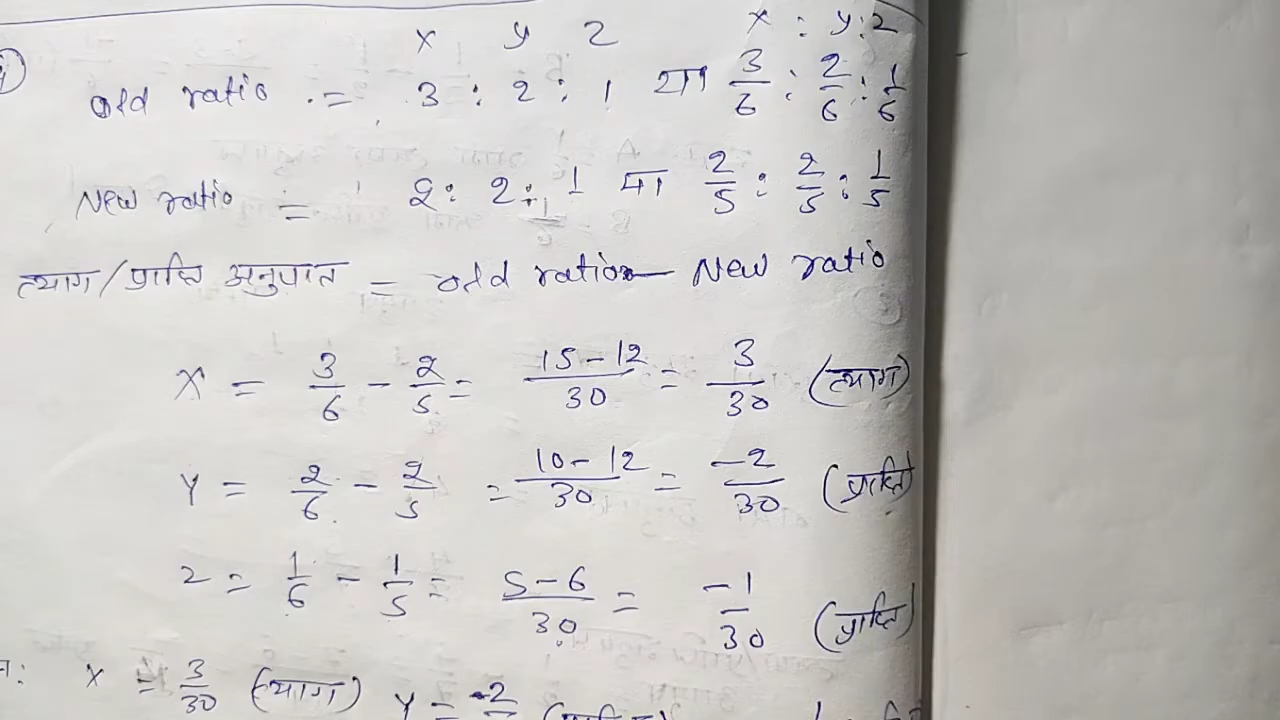 x y z x : y : z
old ratio = 3 : 2 : 1 या 3/6 : 2/6 : 1/6
New ratio = 2 : 2 : 1 या 2/5 : 2/5 : 1/5
त्याग/प्राप्ति अनुपात = old ratio - New ratio
X = 3/6 - 2/5 = 15-12/30 = 3/30 (त्याग)
Y = 2/6 - 2/5 = 10-12/30 = -2/30 (प्राप्ति)
z = 1/6 - 1/5 = 5-6/30 = -1/30 (प्राप्ति)
x = 3/30 (त्याग) Y = -2/